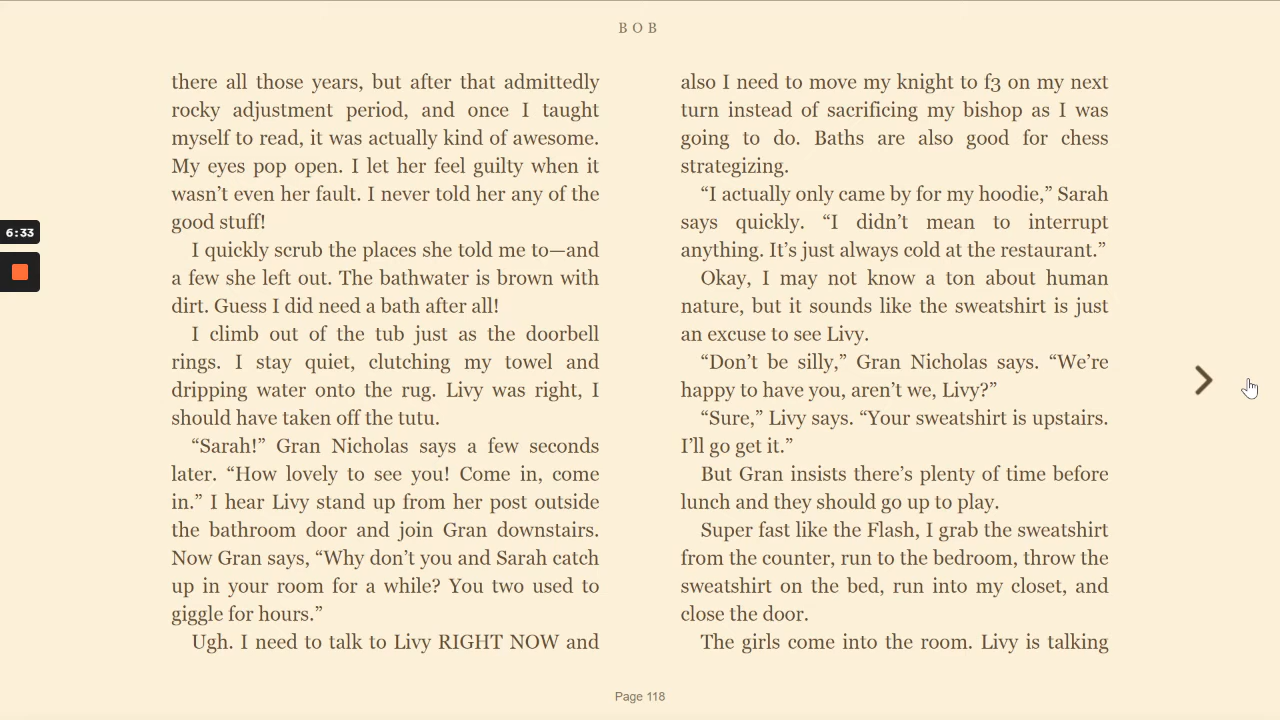 BOB
there all those years, but after that admittedly
rocky adjustment period, and once I taught
myself to read, it was actually kind of awesome.
My eyes pop open. I let her feel guilty when it
wasn’t even her fault. I never told her any of the
good stuff!
I quickly scrub the places she told me to—and
a few she left out. The bathwater is brown with
dirt. Guess I did need a bath after all!
I climb out of the tub just as the doorbell
rings. I stay quiet, clutching my towel and
dripping water onto the rug. Livy was right, I
should have taken off the tutu.
“Sarah!” Gran Nicholas says a few seconds
later. “How lovely to see you! Come in, come
in.” I hear Livy stand up from her post outside
the bathroom door and join Gran downstairs.
Now Gran says, “Why don’t you and Sarah catch
up in your room for a while? You two used to
giggle for hours.”
Ugh. I need to talk to Livy RIGHT NOW and
also I need to move my knight to f3 on my next
turn instead of sacrificing my bishop as I was
going to do. Baths are also good for chess
strategizing.
“I actually only came by for my hoodie,” Sarah
says quickly. “I didn’t mean to interrupt
anything. It’s just always cold at the restaurant.”
Okay, I may not know a ton about human
nature, but it sounds like the sweatshirt is just
an excuse to see Livy.
“Don’t be silly,” Gran Nicholas says. “We’re
happy to have you, aren’t we, Livy?”
“Sure,” Livy says. “Your sweatshirt is upstairs.
I’ll go get it.”
But Gran insists there’s plenty of time before
lunch and they should go up to play.
Super fast like the Flash, I grab the sweatshirt
from the counter, run to the bedroom, throw the
sweatshirt on the bed, run into my closet, and
close the door.
The girls come into the room. Livy is talking
6:33
Page 118